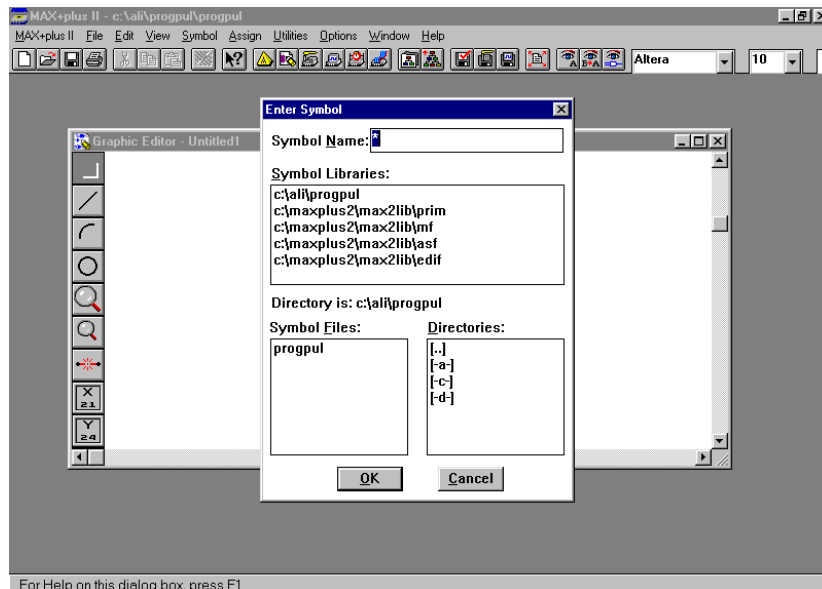 MAX+plus II - c:\ali\progpul\progpul
MAX+plus II File Edit View Symbol Assign Utilities Options Window Help
Altera 10
Enter Symbol
Graphic Editor - Untitled1
Symbol Name: *
Symbol Libraries:
c:\ali\progpul
c:\maxplus2\max2lib\prim
c:\maxplus2\max2lib\mf
c:\maxplus2\max2lib\asf
c:\maxplus2\max2lib\edif
Directory is: c:\ali\progpul
Symbol Files:
progpul
Directories:
[..]
[-a-]
[-c-]
[-d-]
X
21
Y
24
OK Cancel
For Help on this dialog box, press F1